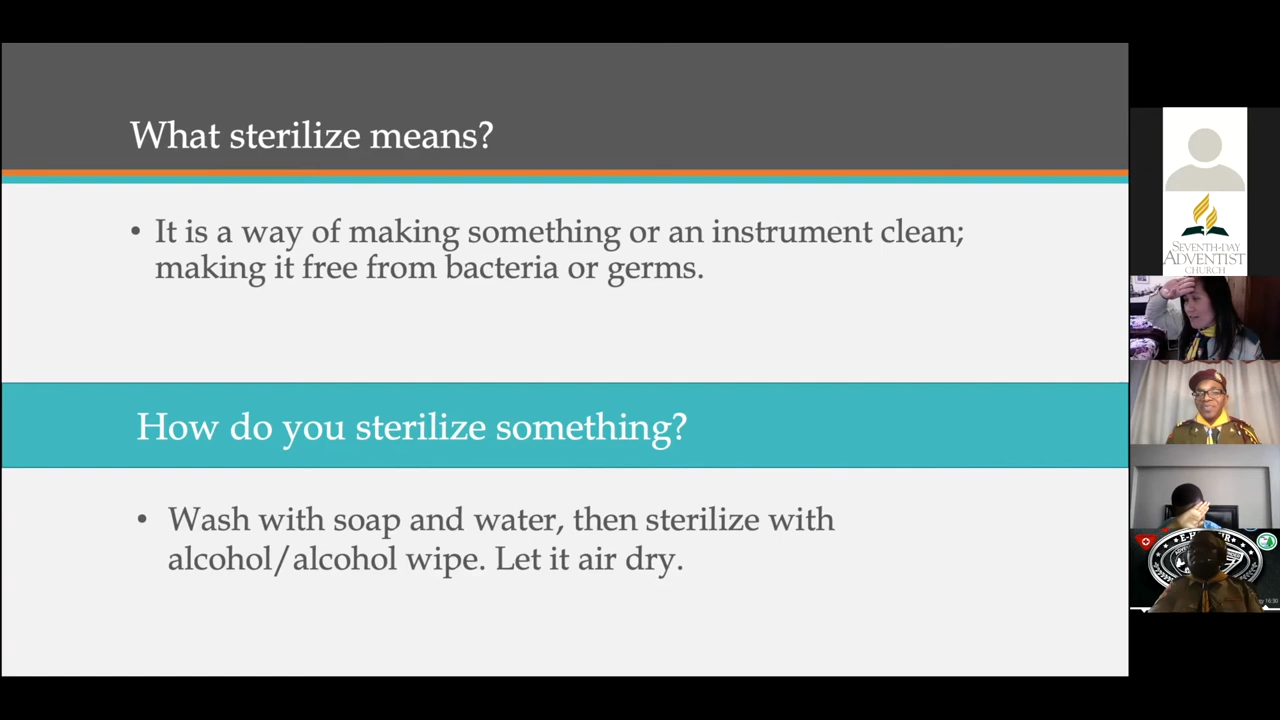 What sterilize means?
• It is a way of making something or an instrument clean;
making it free from bacteria or germs.
How do you sterilize something?
• Wash with soap and water, then sterilize with
alcohol/alcohol wipe. Let it air dry.
SEVENTH-DAY
ADVENTIST
CHURCH